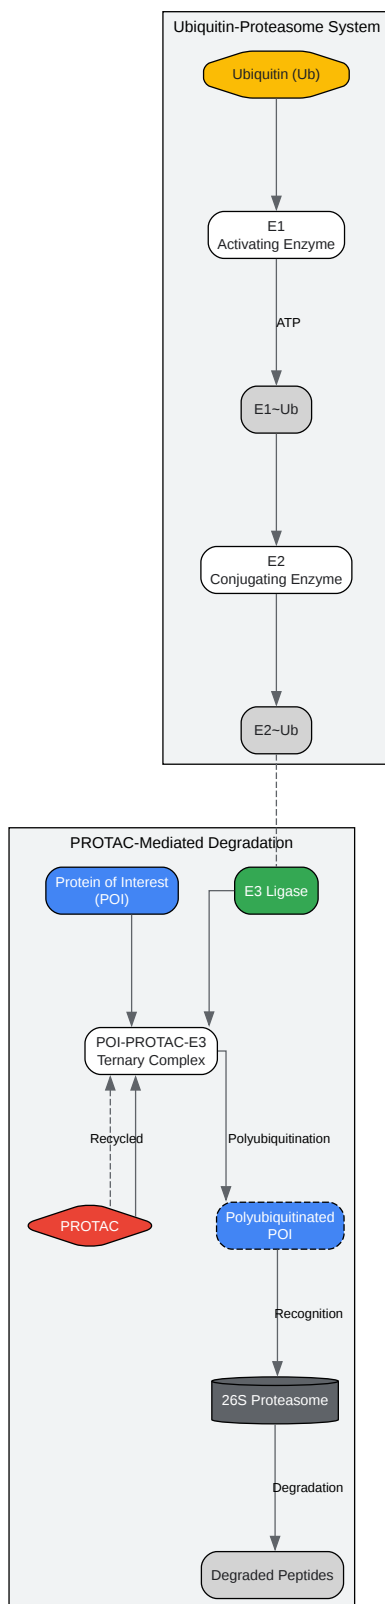 Ubiquitin-Proteasome System
Ubiquitin (Ub)
E1
Activating Enzyme
ATP
E1~Ub
E2
Conjugating Enzyme
E2~Ub
PROTAC-Mediated Degradation
Protein of Interest
(POI)
E3 Ligase
POI-PROTAC-E3
Ternary Complex
Recycled
Polyubiquitination
PROTAC
Polyubiquitinated
POI
Recognition
26S Proteasome
Degradation
Degraded Peptides